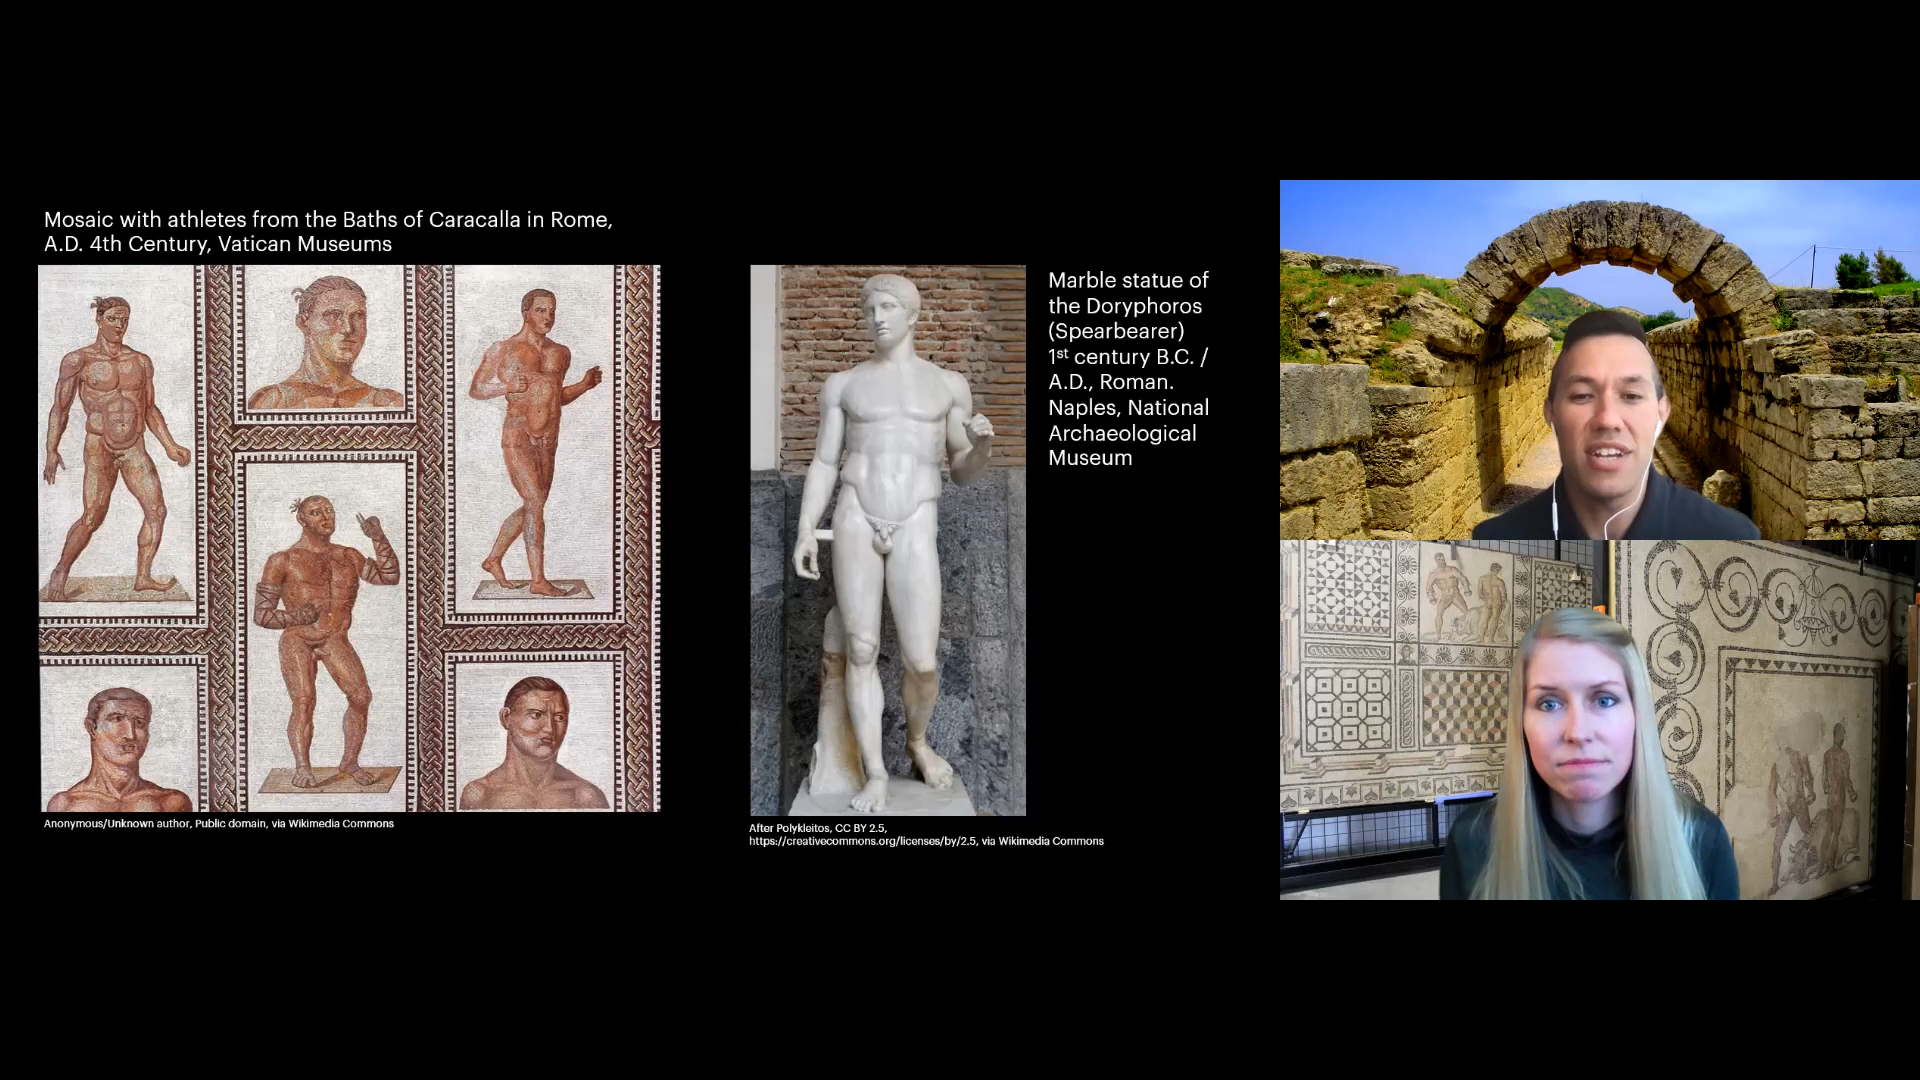 Mosaic with athletes from the Baths of Caracalla in Rome,
A.D. 4th Century, Vatican Museums
Anonymous/Unknown author, Public domain, via Wikimedia Commons
Marble statue of
the Doryphoros
(Spearbearer)
1st century B.C. /
A.D., Roman.
Naples, National
Archaeological
Museum
After Polykleitos, CC BY 2.5,
https://creativecommons.org/licenses/by/2.5, via Wikimedia Commons